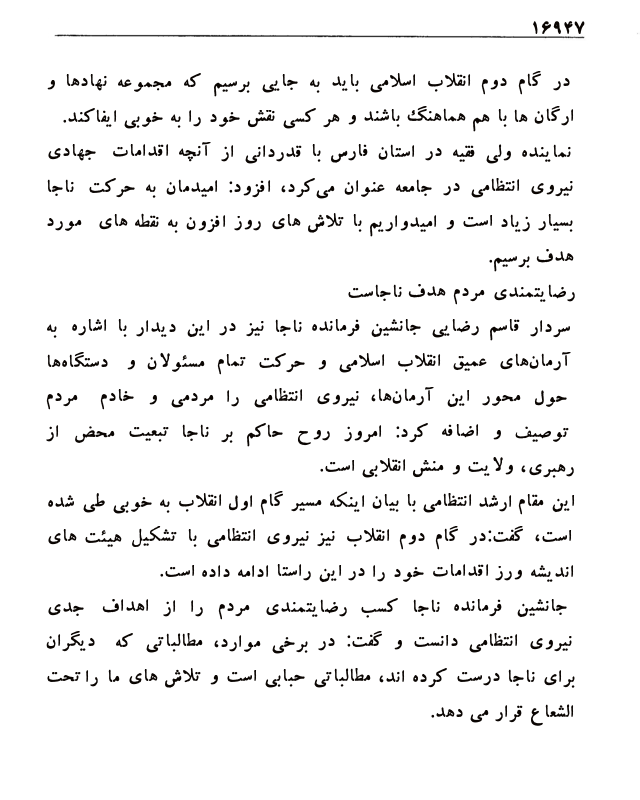 ۱۶۹۴۷
در گام دوم انقلاب اسلامی باید به جایی برسیم که مجموعه نهادها و
ارگان ها با هم هماهنگ باشند و هر کسی نقش خود را به خوبی ایفاکند.
نماینده ولی فقیه در استان فارس با قدردانی از آنچه اقدامات جهادی
نیروی انتظامی در جامعه عنوان می‌کرد، افزود: امیدمان به حرکت ناجا
بسیار زیاد است و امیدواریم با تلاش های روز افزون به نقطه های مورد
هدف برسیم.
رضایتمندی مردم هدف ناجاست
سردار قاسم رضایی جانشین فرمانده ناجا نیز در این دیدار با اشاره به
آرمان‌های عمیق انقلاب اسلامی و حرکت تمام مسئولان و دستگاه‌ها
حول محور این آرمان‌ها، نیروی انتظامی را مردمی و خادم مردم
توصیف و اضافه کرد: امروز روح حاکم بر ناجا تبعیت محض از
رهبری، ولایت و منش انقلابی است.
این مقام ارشد انتظامی با بیان اینکه مسیر گام اول انقلاب به خوبی طی شده
است، گفت:در گام دوم انقلاب نیز نیروی انتظامی با تشکیل هیئت های
اندیشه ورز اقدامات خود را در این راستا ادامه داده است.
جانشین فرمانده ناجا کسب رضایتمندی مردم را از اهداف جدی
نیروی انتظامی دانست و گفت: در برخی موارد، مطالباتی که دیگران
برای ناجا درست کرده اند، مطالباتی حبابی است و تلاش های ما را تحت
الشعاع قرار می دهد.